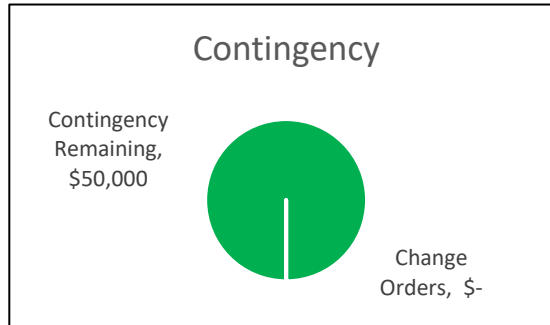 Contingency
Contingency
Remaining,
$50,000
Change
Orders, $-